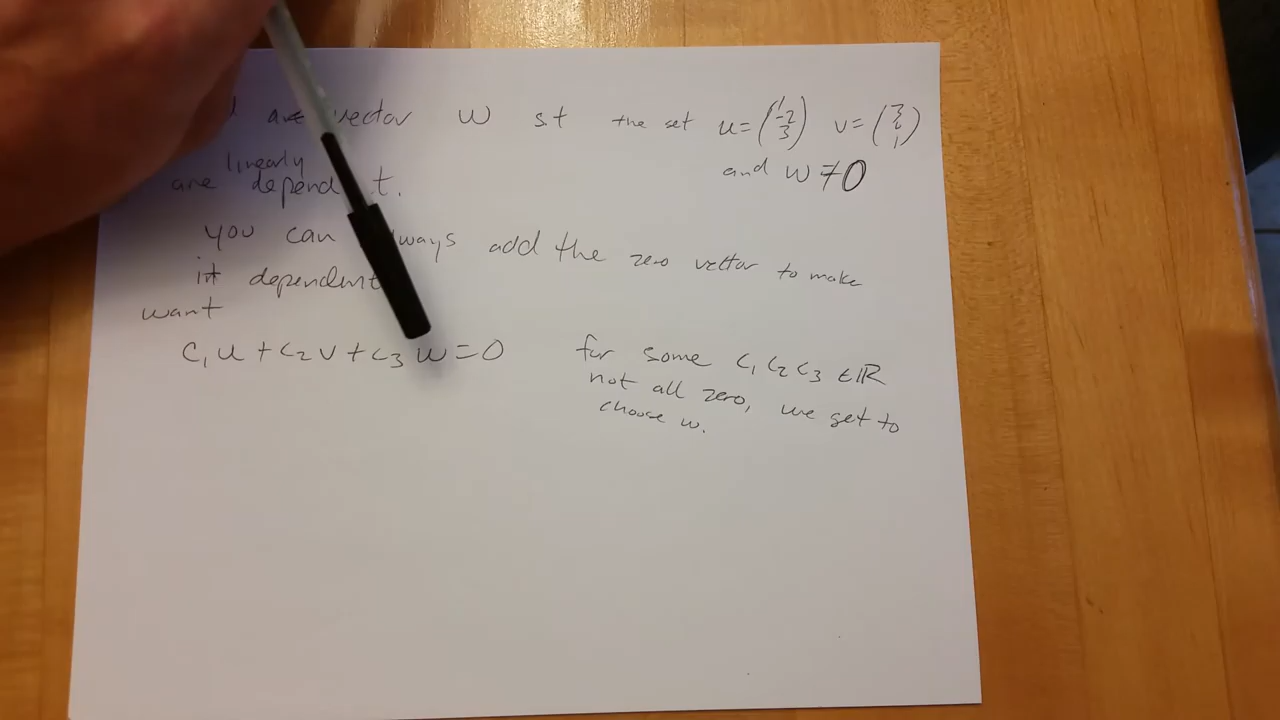 are vector w s.t the set u = (1 -2 3) v = (3 6 1)
linearly and w ≠ 0
are dependent.
you can always add the zero vector to make
it dependent
want
c₁u + c₂v + c₃w = 0 for some c₁ c₂ c₃ ∈ ℝ
not all zero, we get to
choose w.